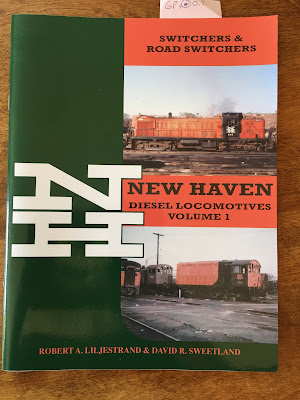 SWITCHERS &
ROAD SWITCHERS
NH
NEW HAVEN
DIESEL LOCOMOTIVES
VOLUME 1
ROBERT A. LILJESTRAND & DAVID R. SWEETLAND